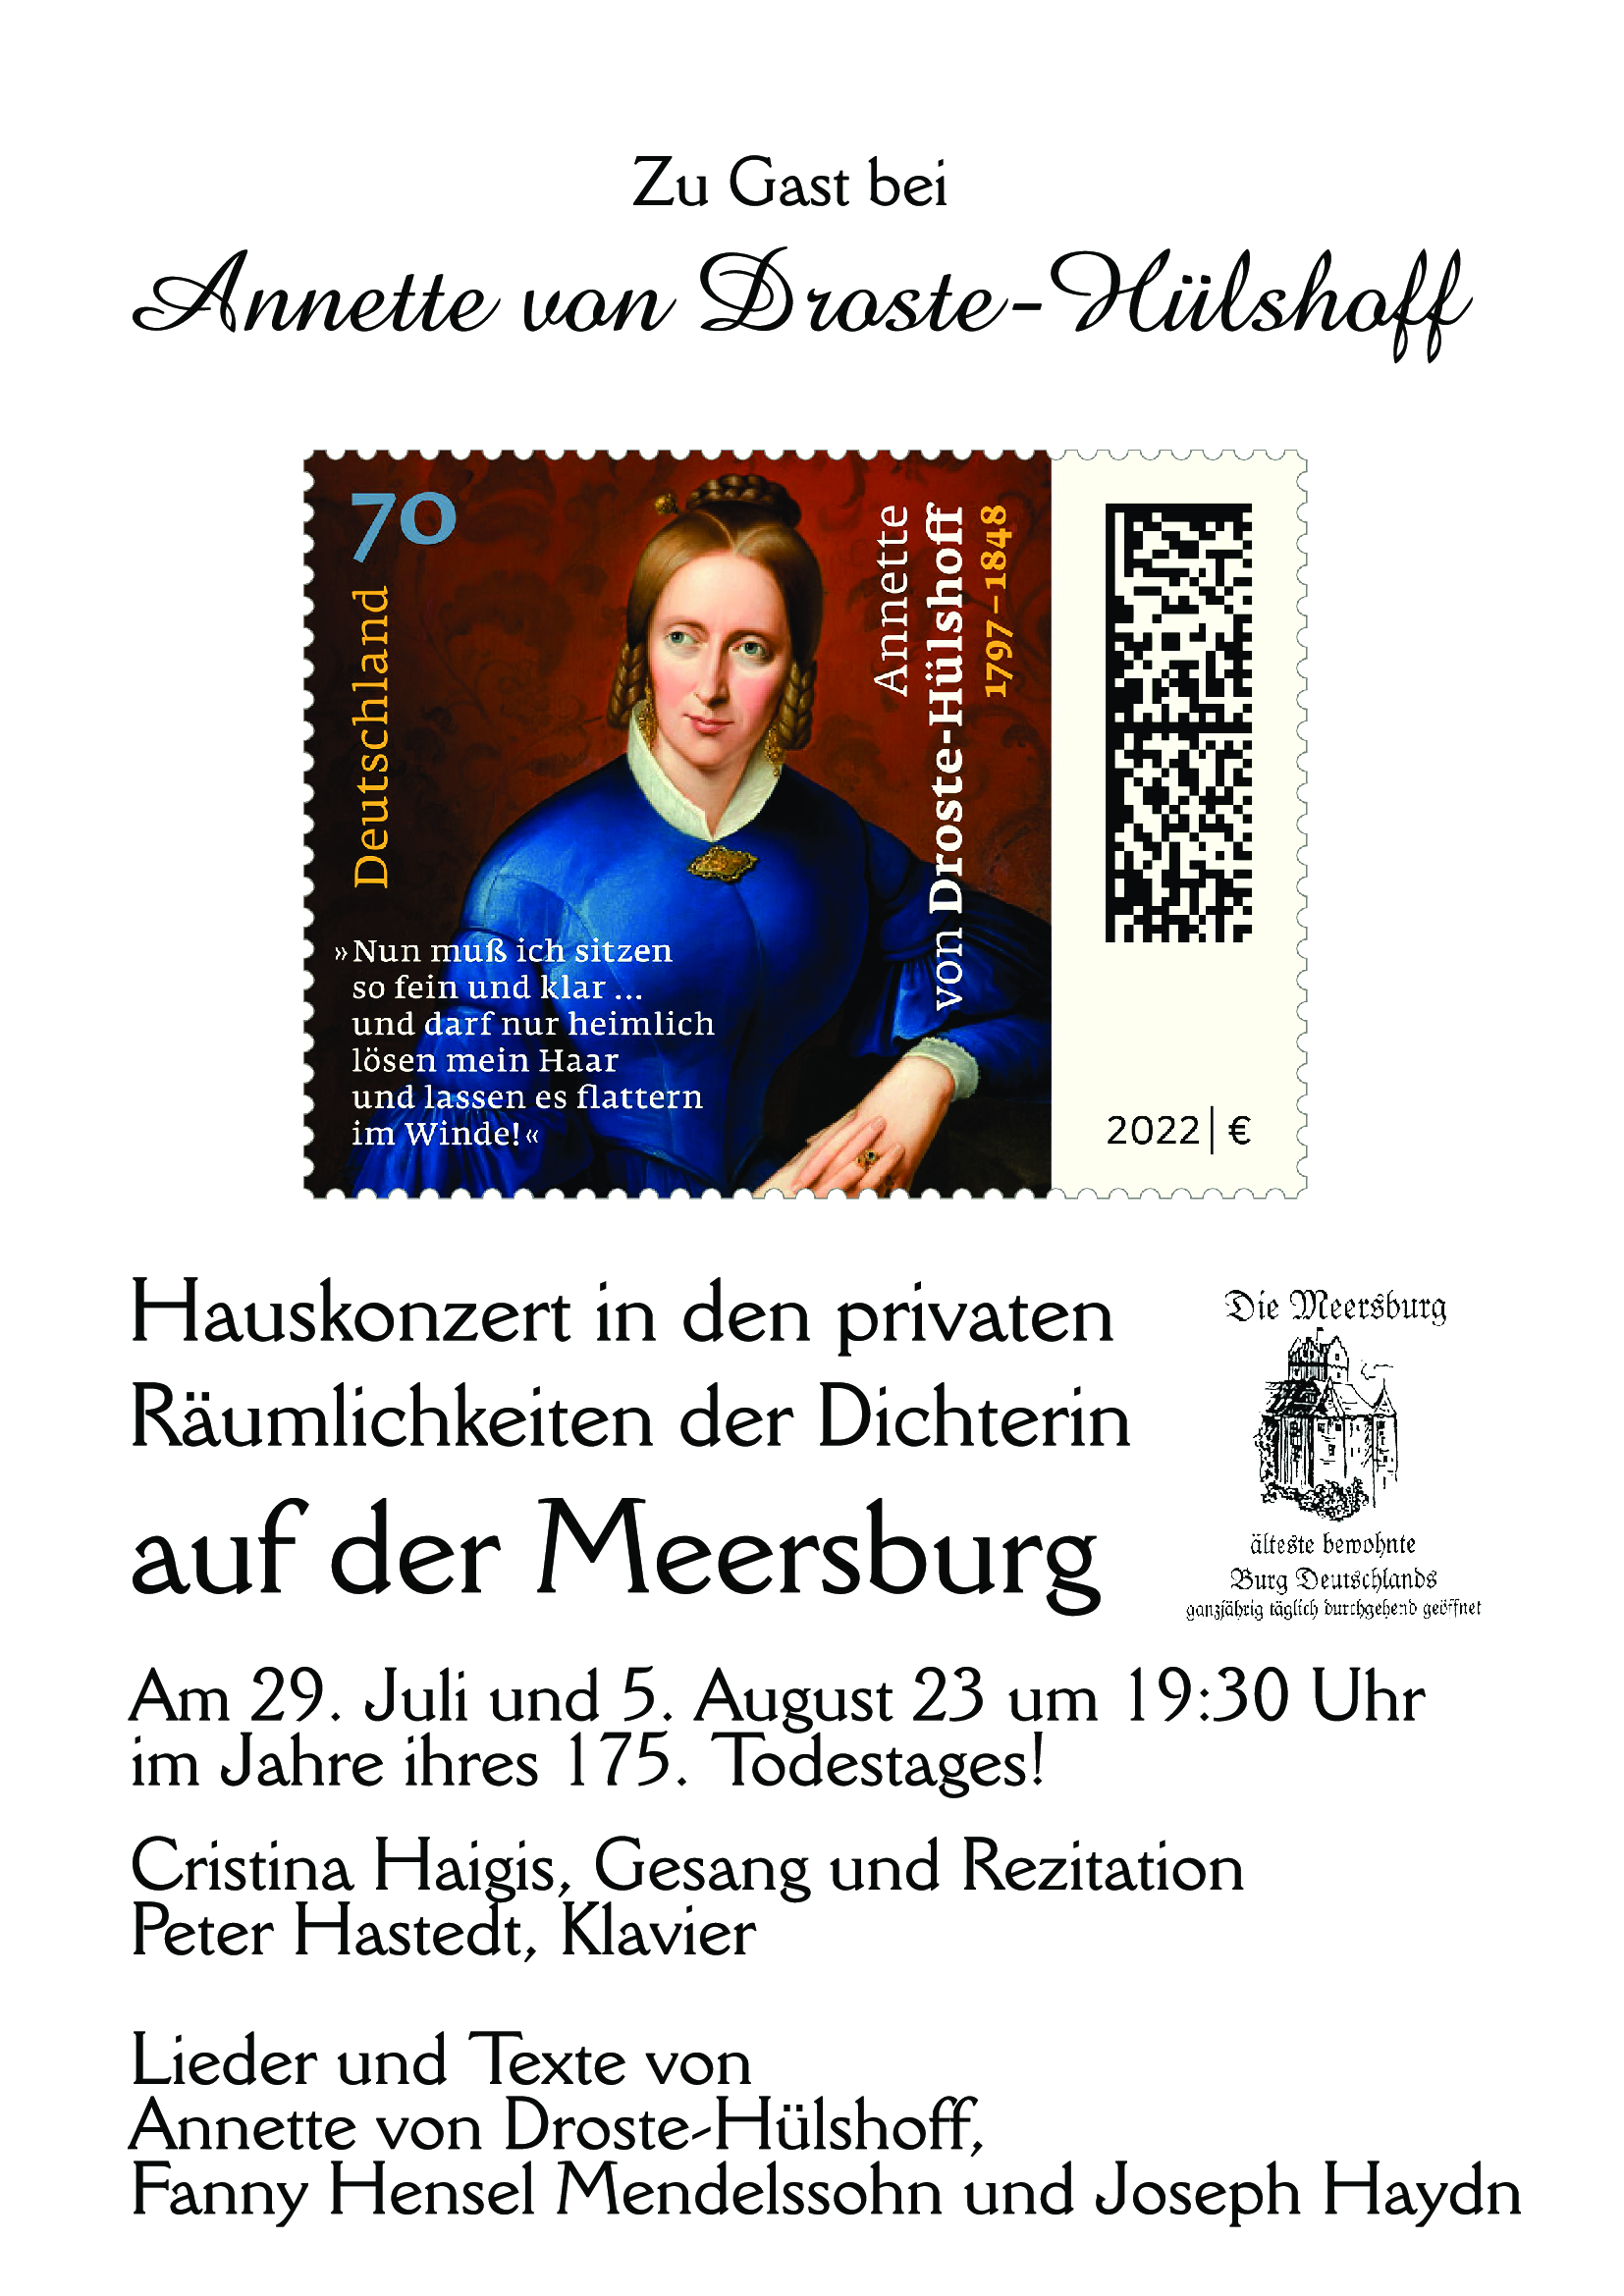 Zu Gast bei
Annette von Droste-Hülshoff
70
Deutschland
Annette
von Droste-Hülshoff
1797–1848
»Nun muß ich sitzen
so fein und klar ...
und darf nur heimlich
lösen mein Haar
und lassen es flattern
im Winde!«
2022 | €
Hauskonzert in den privaten
Räumlichkeiten der Dichterin
auf der Meersburg
Die Meersburg
älteste bewohnte
Burg Deutschlands
ganzjährig täglich durchgehend geöffnet
Am 29. Juli und 5. August 23 um 19:30 Uhr
im Jahre ihres 175. Todestages!
Cristina Haigis, Gesang und Rezitation
Peter Hastedt, Klavier
Lieder und Texte von
Annette von Droste-Hülshoff,
Fanny Hensel Mendelssohn und Joseph Haydn